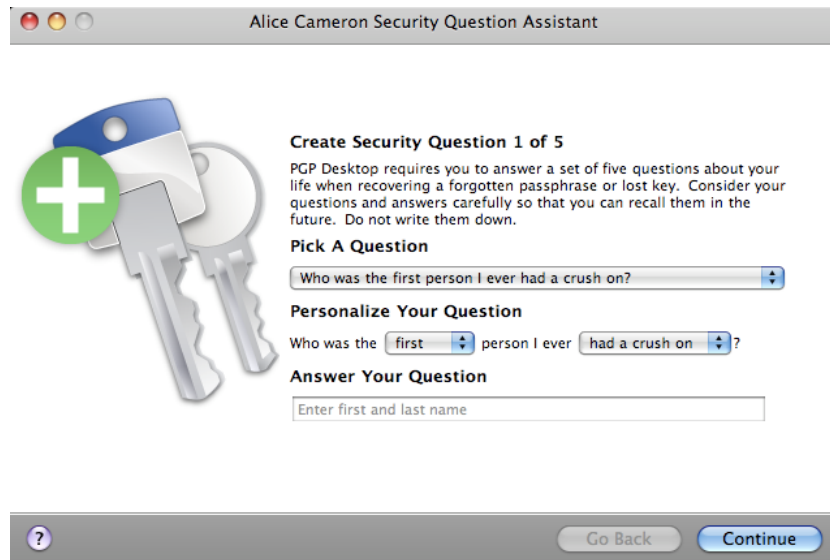 Alice Cameron Security Question Assistant
Create Security Question 1 of 5
PGP Desktop requires you to answer a set of five questions about your
life when recovering a forgotten passphrase or lost key. Consider your
questions and answers carefully so that you can recall them in the
future. Do not write them down.
Pick A Question
Who was the first person I ever had a crush on?
Personalize Your Question
Who was the first person I ever had a crush on ?
Answer Your Question
Enter first and last name
? Go Back Continue